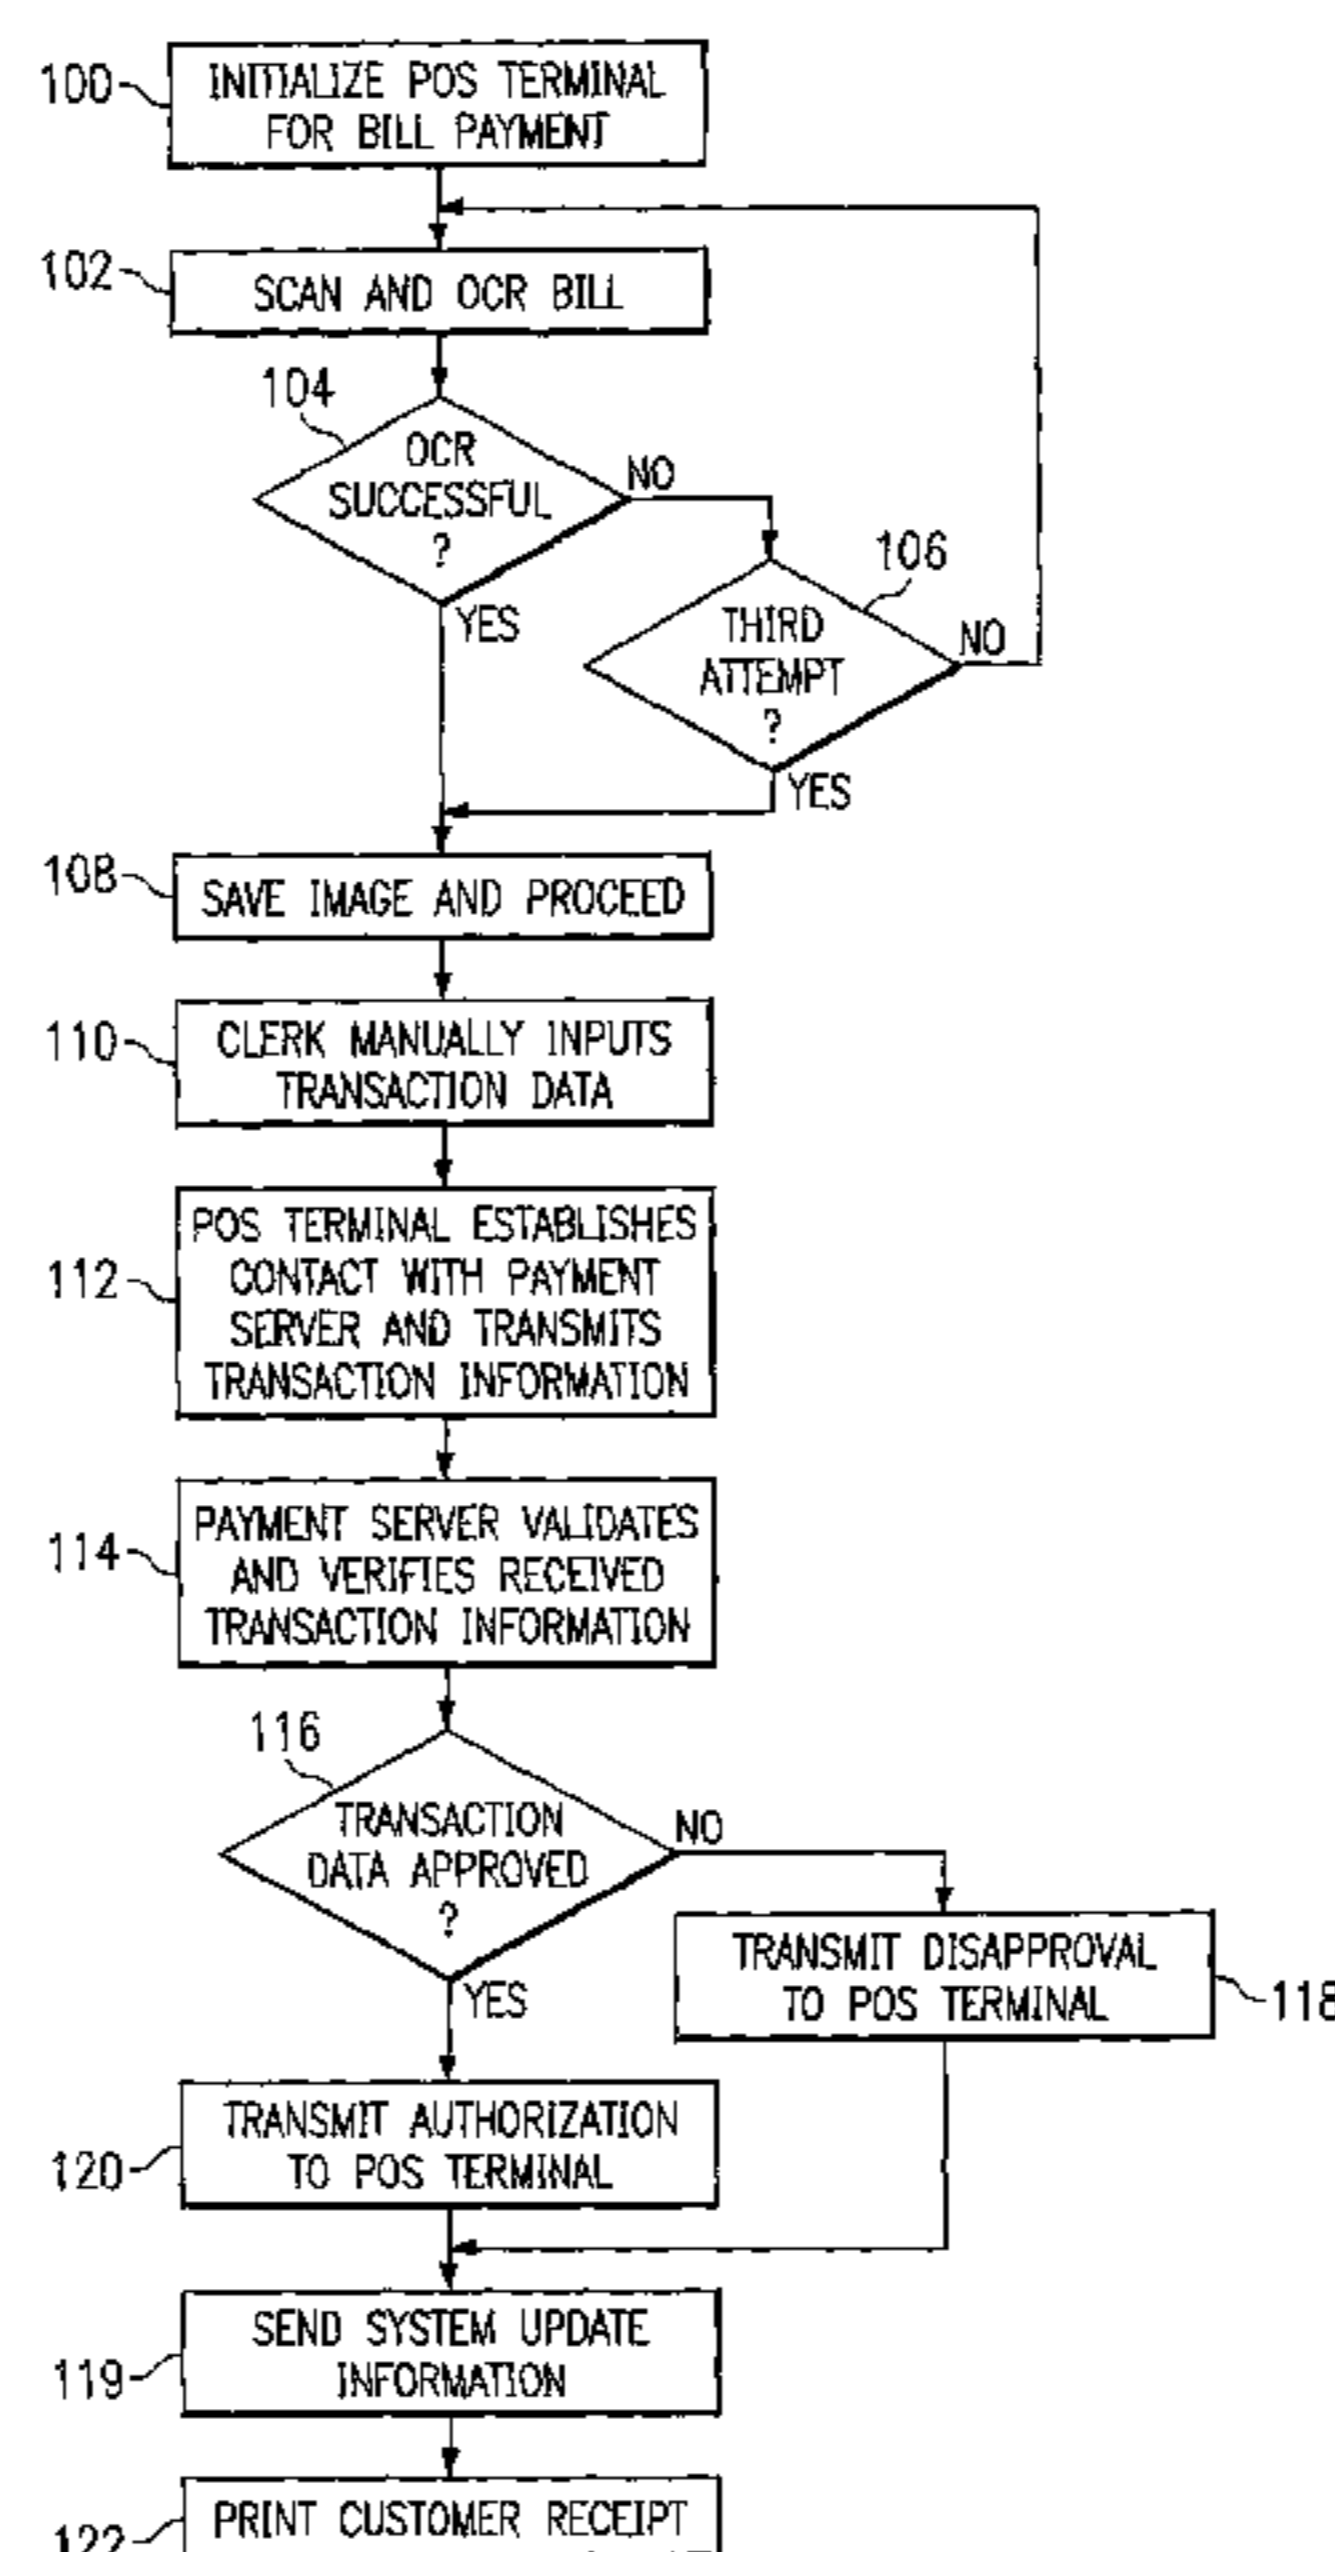 100
INITIALIZE POS TERMINAL
FOR BILL PAYMENT
102
SCAN AND OCR BILL
104
OCR
SUCCESSFUL
?
NO
YES
106
THIRD
ATTEMPT
?
NO
YES
108
SAVE IMAGE AND PROCEED
110
CLERK MANUALLY INPUTS
TRANSACTION DATA
112
POS TERMINAL ESTABLISHES
CONTACT WITH PAYMENT
SERVER AND TRANSMITS
TRANSACTION INFORMATION
114
PAYMENT SERVER VALIDATES
AND VERIFIES RECEIVED
TRANSACTION INFORMATION
116
TRANSACTION
DATA APPROVED
?
NO
YES
TRANSMIT DISAPPROVAL
TO POS TERMINAL
118
120
TRANSMIT AUTHORIZATION
TO POS TERMINAL
119
SEND SYSTEM UPDATE
INFORMATION
122
PRINT CUSTOMER RECEIPT